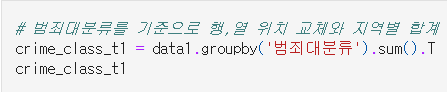 # 범죄대분류를 기준으로 행,열 위치 교체와 지역별 합계
crime_class_t1 = data1.groupby('범죄대분류').sum().T
crime_class_t1